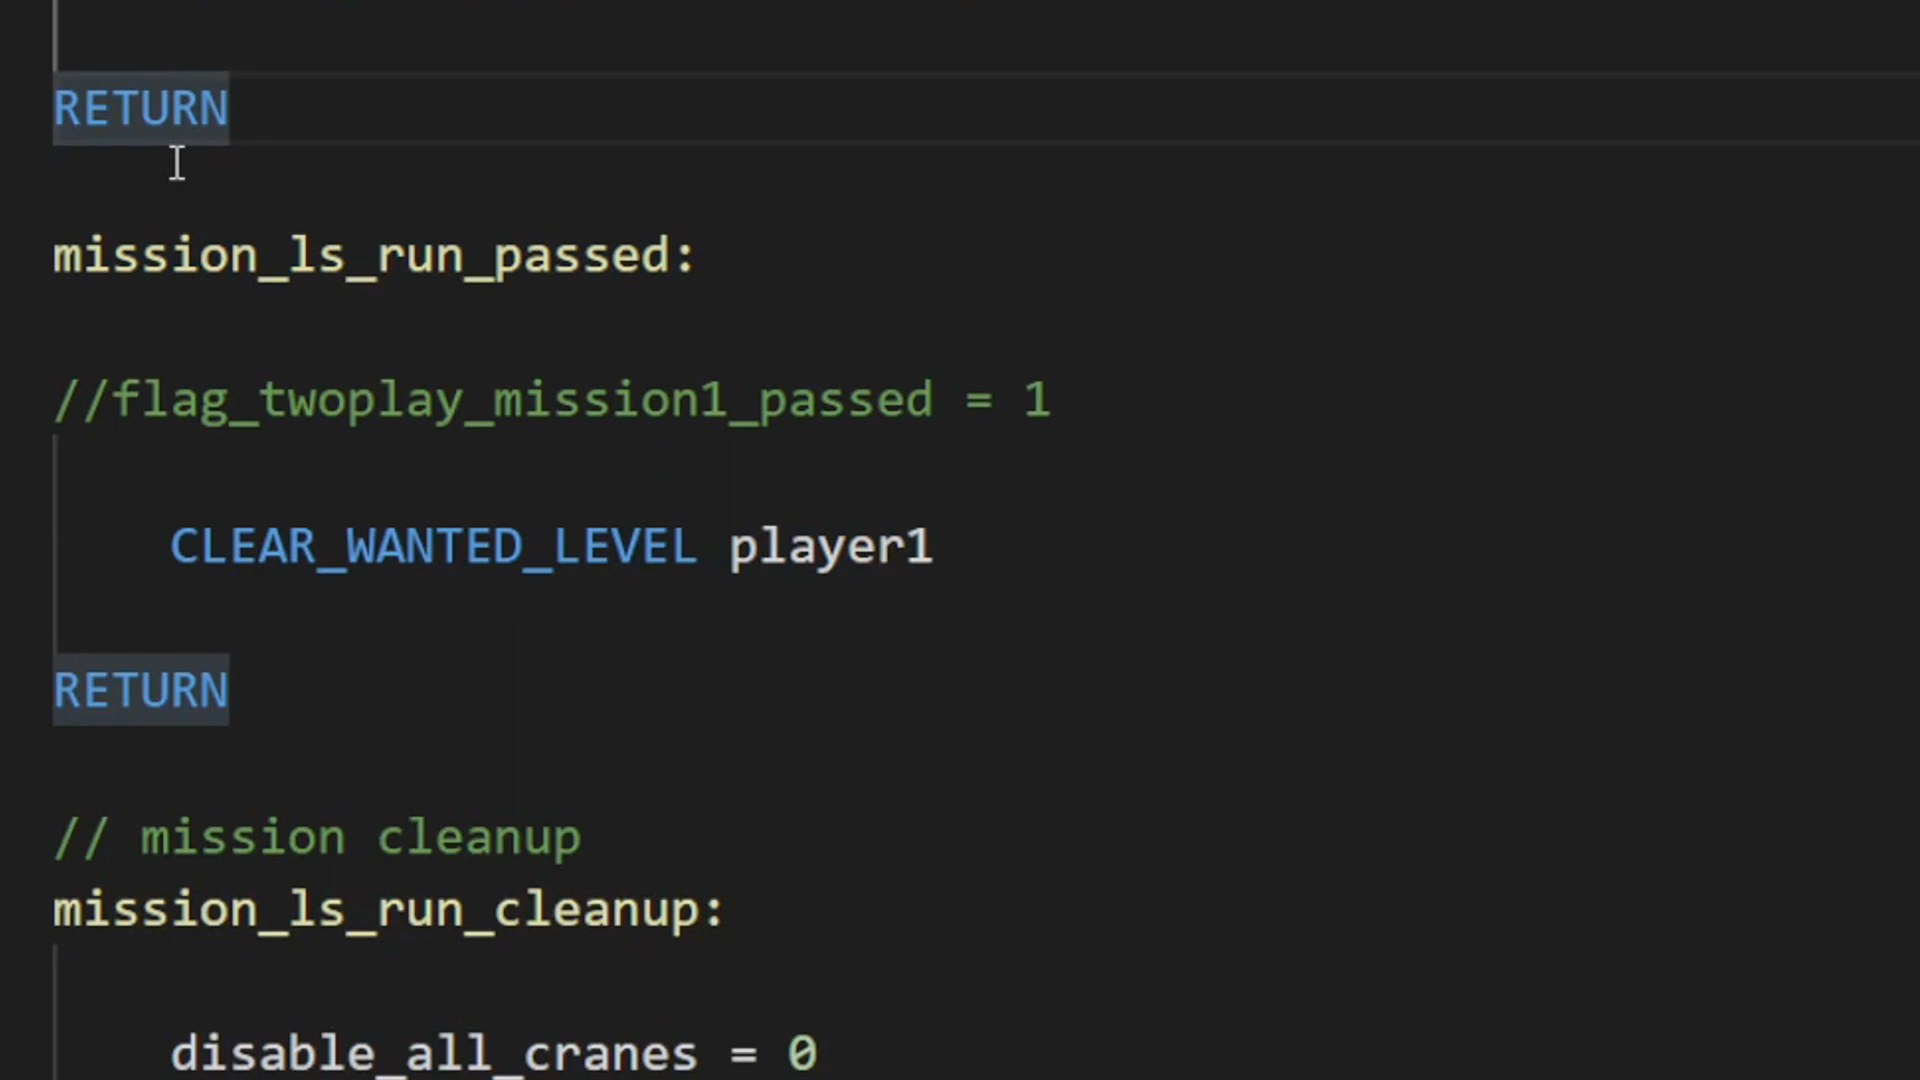 RETURN
mission_ls_run_passed:
//flag_twoplay_mission1_passed = 1
CLEAR_WANTED_LEVEL player1
RETURN
// mission cleanup
mission_ls_run_cleanup:
disable_all_cranes = 0